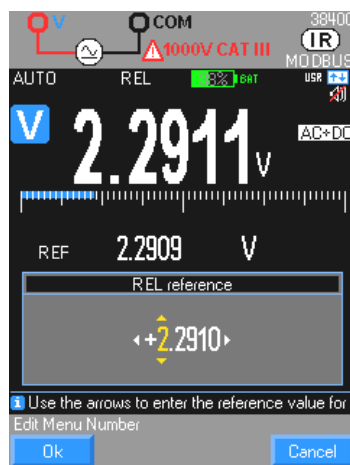 V COM 38400
1000V CAT III (IR)
MODBUS
AUTO REL 98% BAT USR
V 2.2911 V AC+DC
REF 2.2909 V
REL reference
+2.2910
Use the arrows to enter the reference value for
Edit Menu Number
Ok Cancel